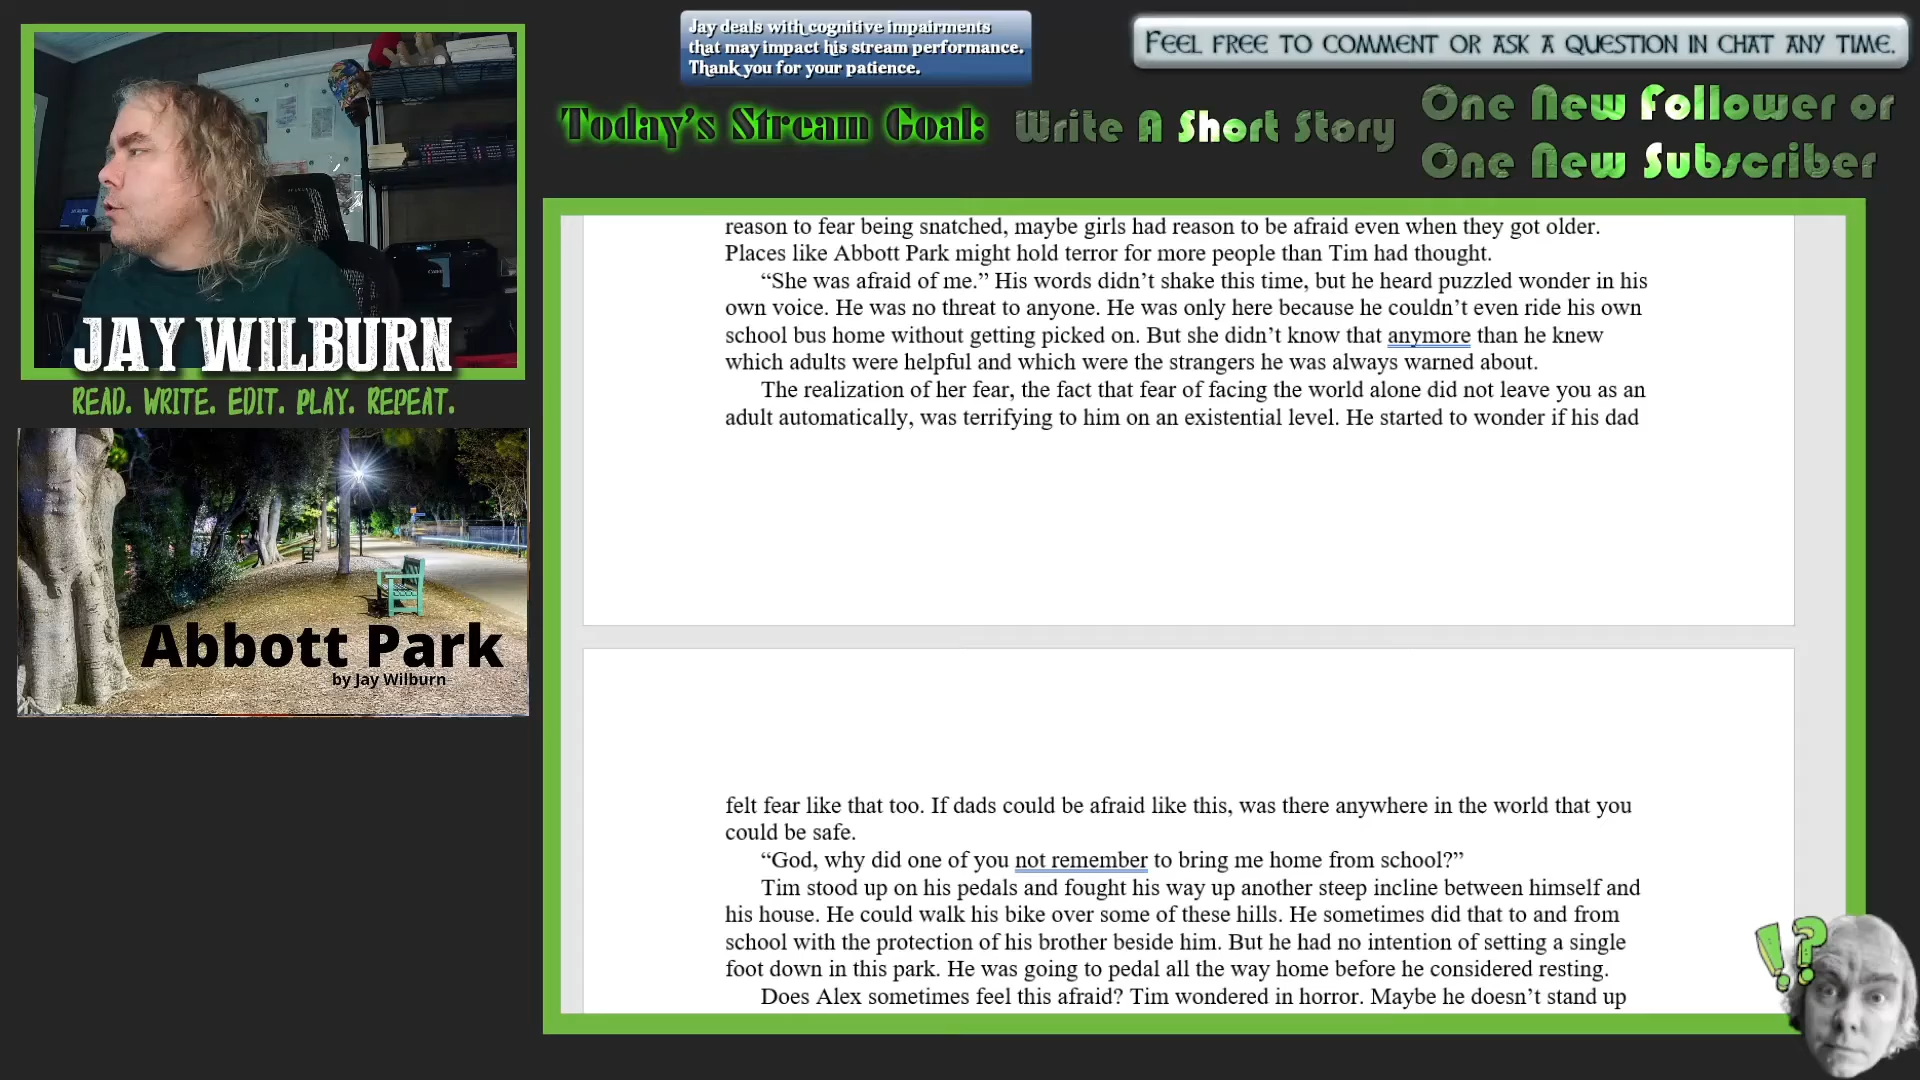 Jay deals with cognitive impairments
that may impact his stream performance.
Thank you for your patience.
Feel free to comment or ask a question in chat any time.
Today's Stream Goal:
Write A Short Story
One New Follower or
One New Subscriber
JAY WILBURN
READ. WRITE. EDIT. PLAY. REPEAT.
Abbott Park
by Jay Wilburn
reason to fear being snatched, maybe girls had reason to be afraid even when they got older.
Places like Abbott Park might hold terror for more people than Tim had thought.
“She was afraid of me.” His words didn’t shake this time, but he heard puzzled wonder in his
own voice. He was no threat to anyone. He was only here because he couldn’t even ride his own
school bus home without getting picked on. But she didn’t know that anymore than he knew
which adults were helpful and which were the strangers he was always warned about.
The realization of her fear, the fact that fear of facing the world alone did not leave you as an
adult automatically, was terrifying to him on an existential level. He started to wonder if his dad
felt fear like that too. If dads could be afraid like this, was there anywhere in the world that you
could be safe.
“God, why did one of you not remember to bring me home from school?”
Tim stood up on his pedals and fought his way up another steep incline between himself and
his house. He could walk his bike over some of these hills. He sometimes did that to and from
school with the protection of his brother beside him. But he had no intention of setting a single
foot down in this park. He was going to pedal all the way home before he considered resting.
Does Alex sometimes feel this afraid? Tim wondered in horror. Maybe he doesn’t stand up
!?